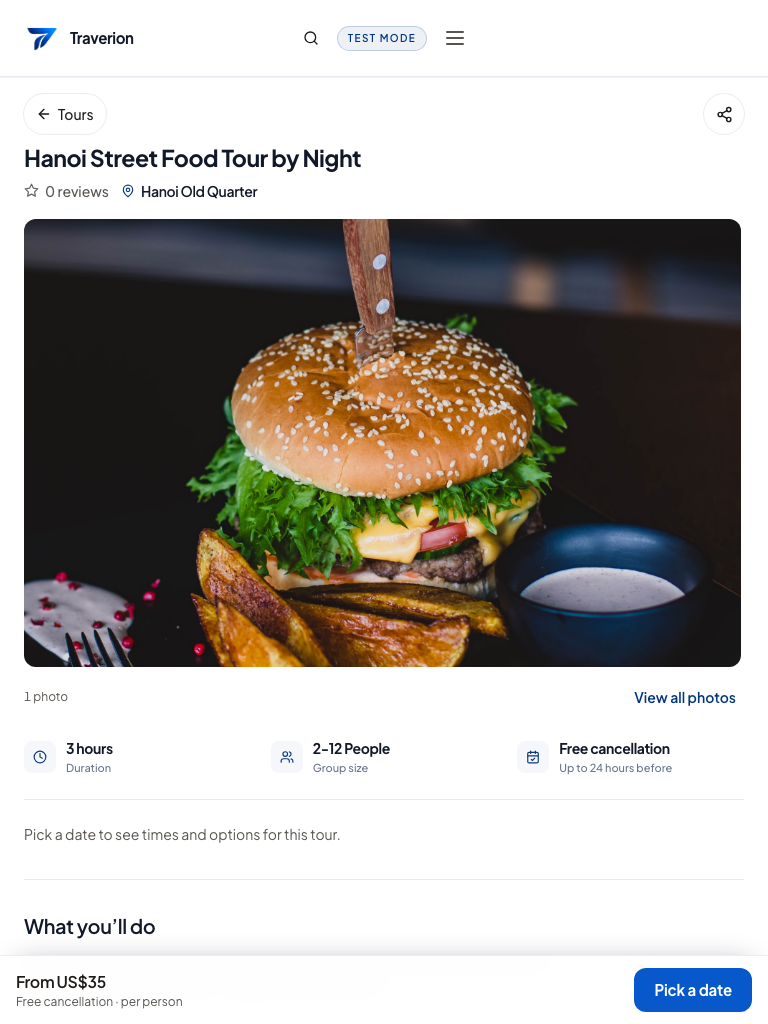 Traverion
TEST MODE
Tours
Hanoi Street Food Tour by Night
0 reviews
Hanoi Old Quarter
1 photo
View all photos
3 hours
Duration
2–12 People
Group size
Free cancellation
Up to 24 hours before
Pick a date to see times and options for this tour.
What you’ll do
From US$35
Free cancellation · per person
Pick a date